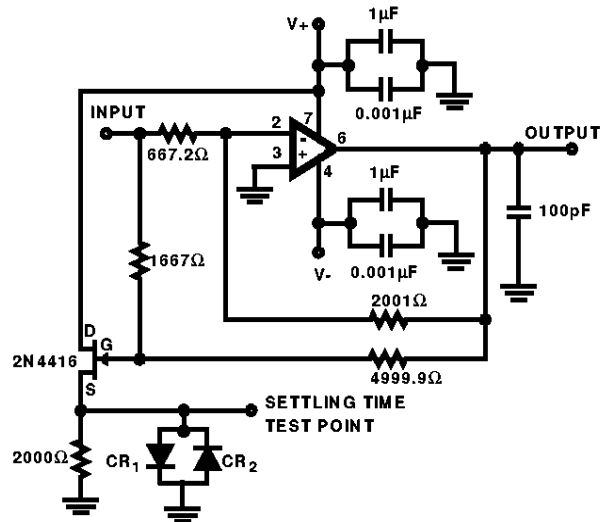 V+
1µF
0.001µF
INPUT
667.2Ω
2
3
7
-
+
4
6
OUTPUT
1µF
0.001µF
V-
100pF
1667Ω
2001Ω
4999.9Ω
D
G
S
2N4416
SETTLING TIME
TEST POINT
2000Ω
CR1
CR2